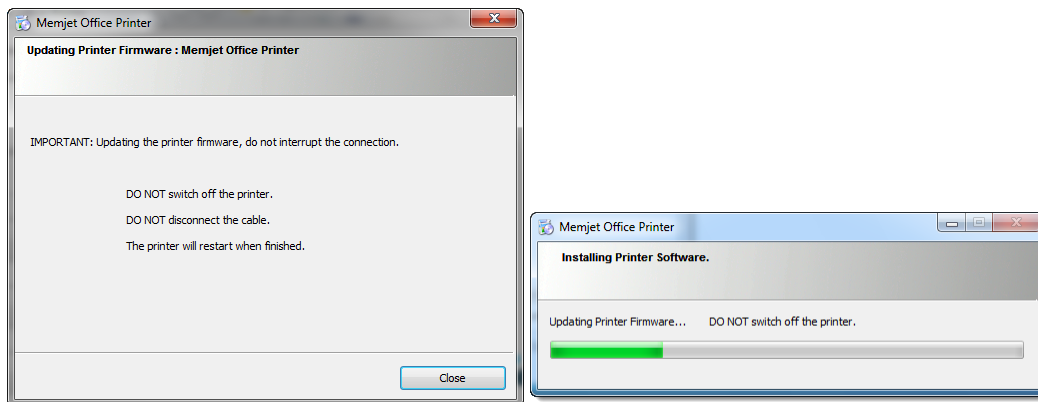 Memjet Office Printer
Updating Printer Firmware : Memjet Office Printer
IMPORTANT: Updating the printer firmware, do not interrupt the connection.
DO NOT switch off the printer.
DO NOT disconnect the cable.
The printer will restart when finished.
Close
Memjet Office Printer
Installing Printer Software.
Updating Printer Firmware... DO NOT switch off the printer.